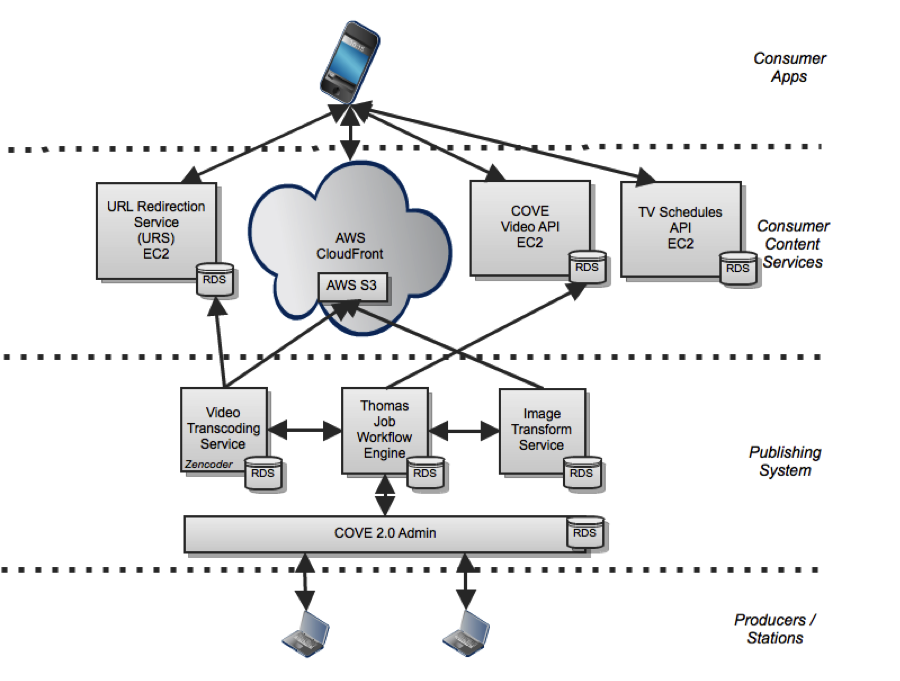 Consumer
Apps
URL Redirection
Service
(URS)
EC2
RDS
AWS
CloudFront
AWS S3
COVE
Video API
EC2
RDS
TV Schedules
API
EC2
RDS
Consumer
Content
Services
Video
Transcoding
Service
Zencoder
RDS
Thomas
Job
Workflow
Engine
RDS
Image
Transform
Service
RDS
Publishing
System
COVE 2.0 Admin
RDS
Producers /
Stations